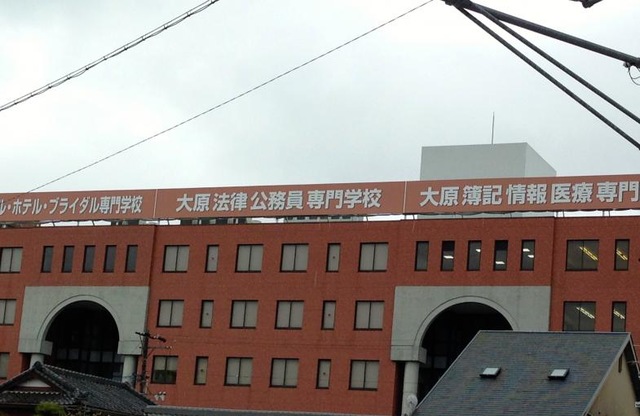 ル・ホテル・ブライダル専門学校
大原 法律 公務員 専門学校
大原 簿記 情報 医療 専門